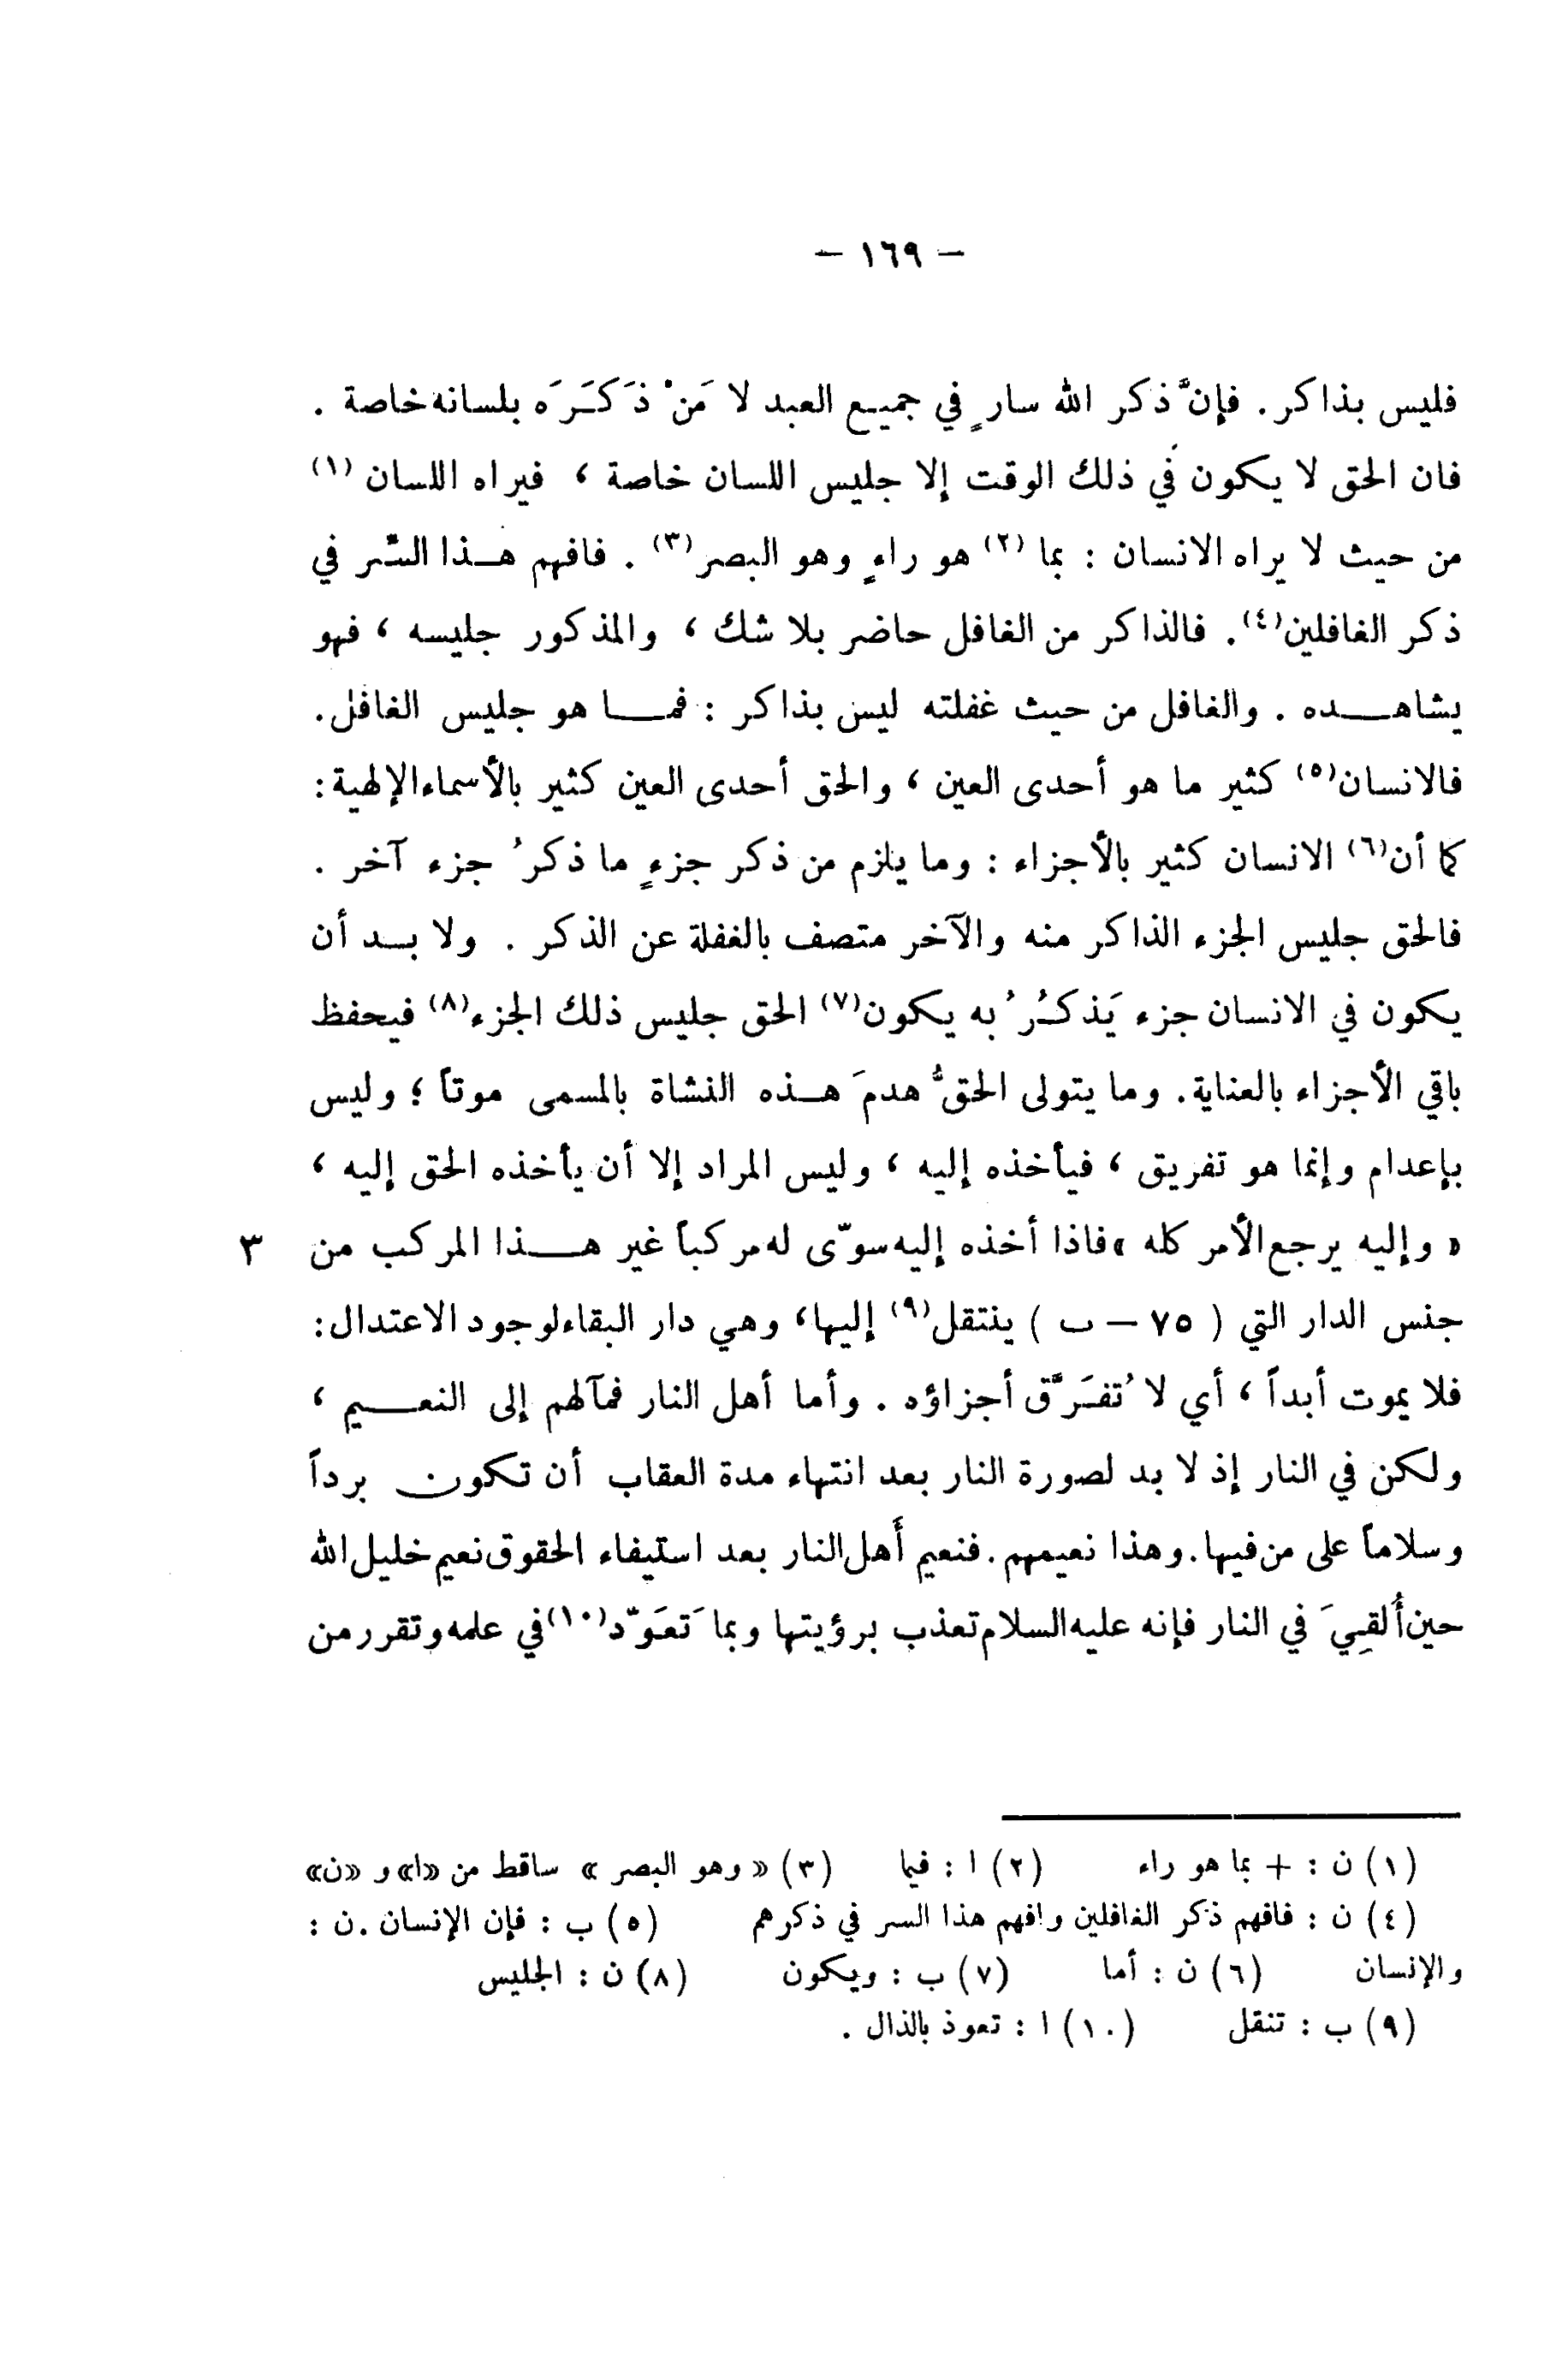 — ١٦٩ —
فليس بذاكر. فإنَّ ذكر الله سارٍ في جميع العبد لا مَنْ ذَكَرَه بلسانه خاصة .
فان الحق لا يكون في ذلك الوقت إلا جليس اللسان خاصة ، فيراه اللسان (١)
من حيث لا يراه الانسان : بما (٢) هو راءٍ وهو البصر(٣) . فافهم هذا السّر في
ذكر الغافلين(٤). فالذاكر من الغافل حاضر بلا شك ، والمذكور جليسه ، فهو
يشاهده . والغافل من حيث غفلته ليس بذاكر : فما هو جليس الغافل.
فالانسان(٥) كثير ما هو أحدى العين ، والحق أحدى العين كثير بالأسماء الإلهية :
كما أن(٦) الانسان كثير بالأجزاء : وما يلزم من ذكر جزءٍ ما ذكرُ جزء آخر .
فالحق جليس الجزء الذاكر منه والآخر متصف بالغفلة عن الذكر . ولا بد أن
يكون في الانسان جزء يَذكُرُ به يكون(٧) الحق جليس ذلك الجزء(٨) فيحفظ
باقي الأجزاء بالعناية. وما يتولى الحقُّ هدمَ هذه النشاة بالمسمى موتاً ؛ وليس
بإعدام وإنما هو تفريق ، فيأخذه إليه ، وليس المراد إلا أن يأخذه الحق إليه ،
« وإليه يرجع الأمر كله » فاذا أخذه إليه سوّى له مركباً غير هذا المركب من ٣
جنس الدار التي ( ٧٥ – ب ) ينتقل(٩) إليها، وهي دار البقاء لوجود الاعتدال :
فلا يموت أبداً ، أي لا تُفَرَّق أجزاؤه . وأما أهل النار فمآلهم إلى النعيم ،
ولكن في النار إذ لا بد لصورة النار بعد انتهاء مدة العقاب أن تكون برداً
وسلاماً على من فيها. وهذا نعيمهم. فنعيم أَهل النار بعد استيفاء الحقوق نعيم خليل الله
حين أُلقِيَ في النار فإنه عليه السلام تعذب برؤيتها وبما تَعَوّد(١٠) في علمه وتقرر من
(١) ن : + بما هو راء (٢) ا : فيما (٣) « وهو البصر » ساقط من «ا» و «ن»
(٤) ن : فافهم ذكر الغافلين وافهم هذا السر في ذكرهم (٥) ب : فإن الإنسان . ن :
والإنسان (٦) ن : أما (٧) ب : ويكون (٨) ن : الجليس
(٩) ب : تنقل (١٠) ا : تعوذ بالذال .